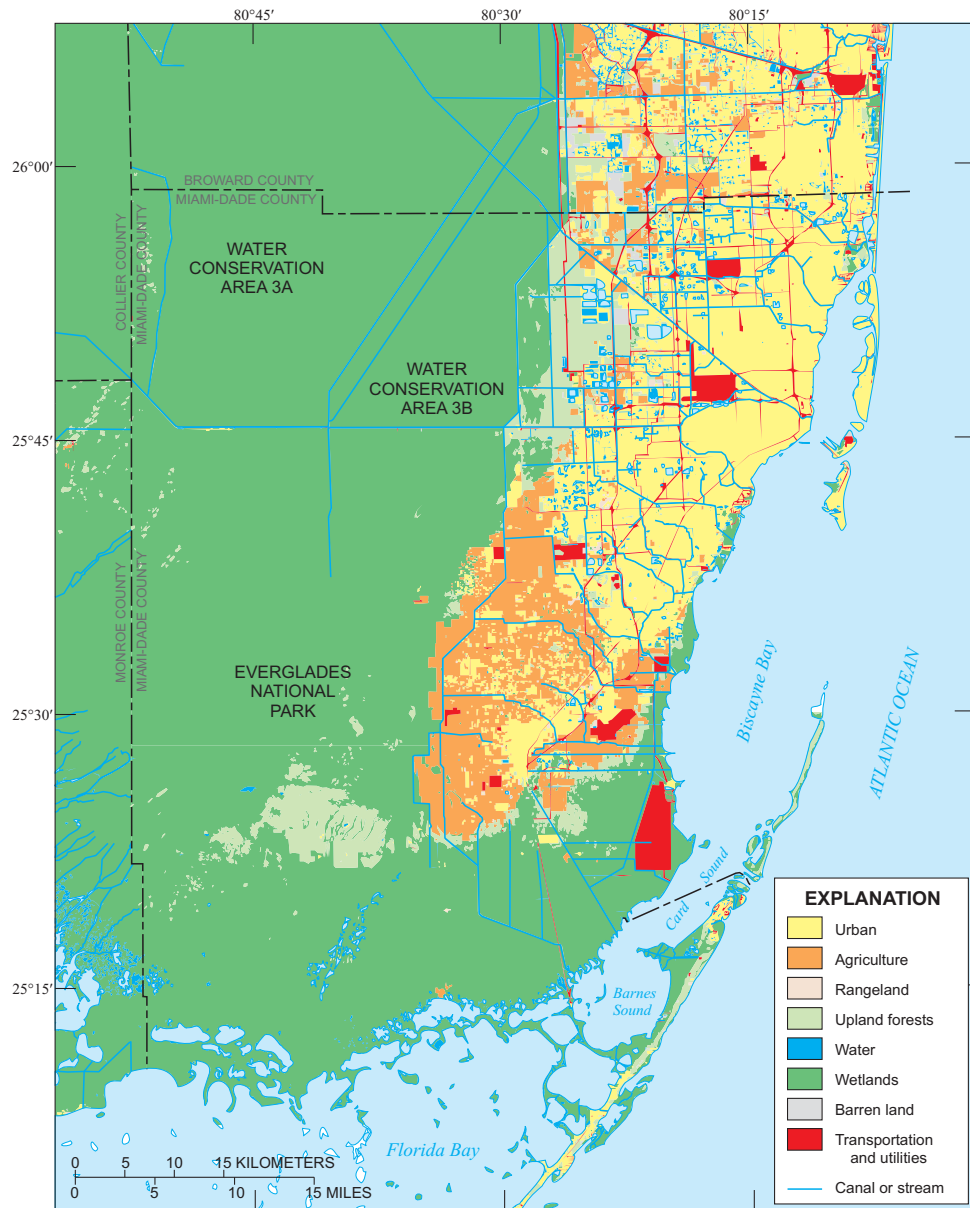 80°45′
80°30′
80°15′
26°00′
BROWARD COUNTY
MIAMI-DADE COUNTY
COLLIER COUNTY
MIAMI-DADE COUNTY
WATER
CONSERVATION
AREA 3A
WATER
CONSERVATION
AREA 3B
25°45′
MONROE COUNTY
MIAMI-DADE COUNTY
EVERGLADES
NATIONAL
PARK
25°30′
Biscayne Bay
ATLANTIC OCEAN
Card Sound
25°15′
Barnes
Sound
Florida Bay
0 5 10 15 KILOMETERS
0 5 10 15 MILES
EXPLANATION
Urban
Agriculture
Rangeland
Upland forests
Water
Wetlands
Barren land
Transportation
and utilities
Canal or stream